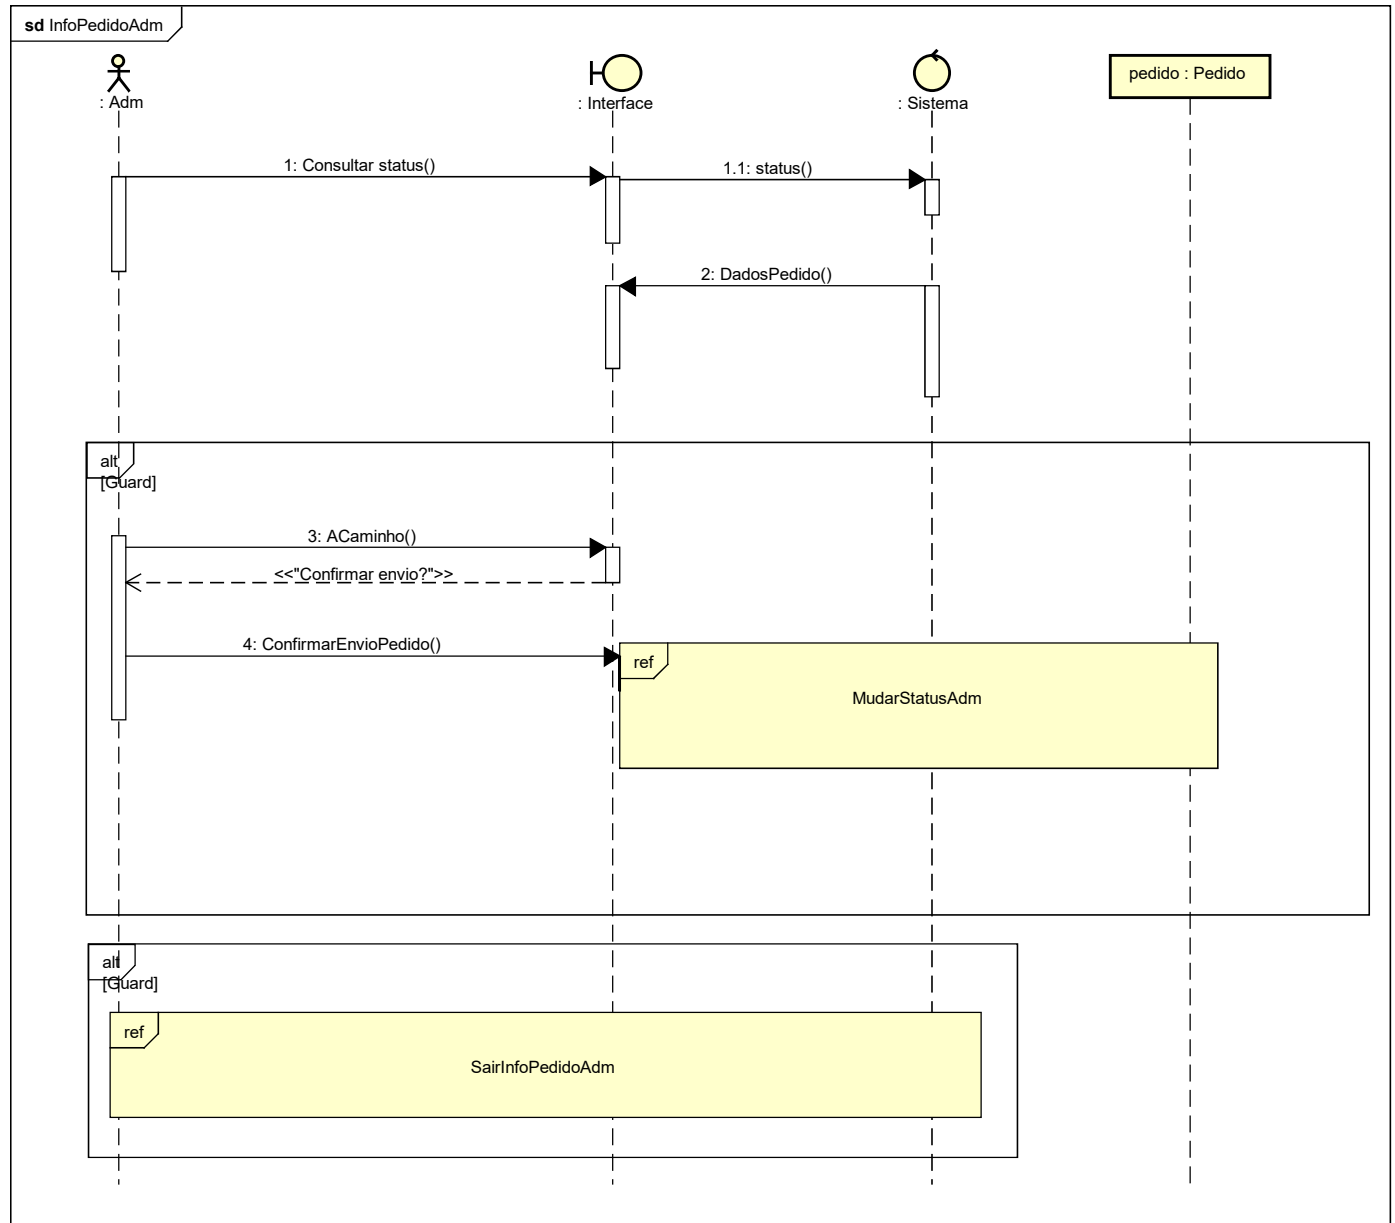 sd InfoPedidoAdm
: Adm
: Interface
: Sistema
pedido : Pedido
1: Consultar status()
1.1: status()
2: DadosPedido()
alt
[Guard]
3: ACaminho()
<<"Confirmar envio?">>
4: ConfirmarEnvioPedido()
ref
MudarStatusAdm
alt
[Guard]
ref
SairInfoPedidoAdm